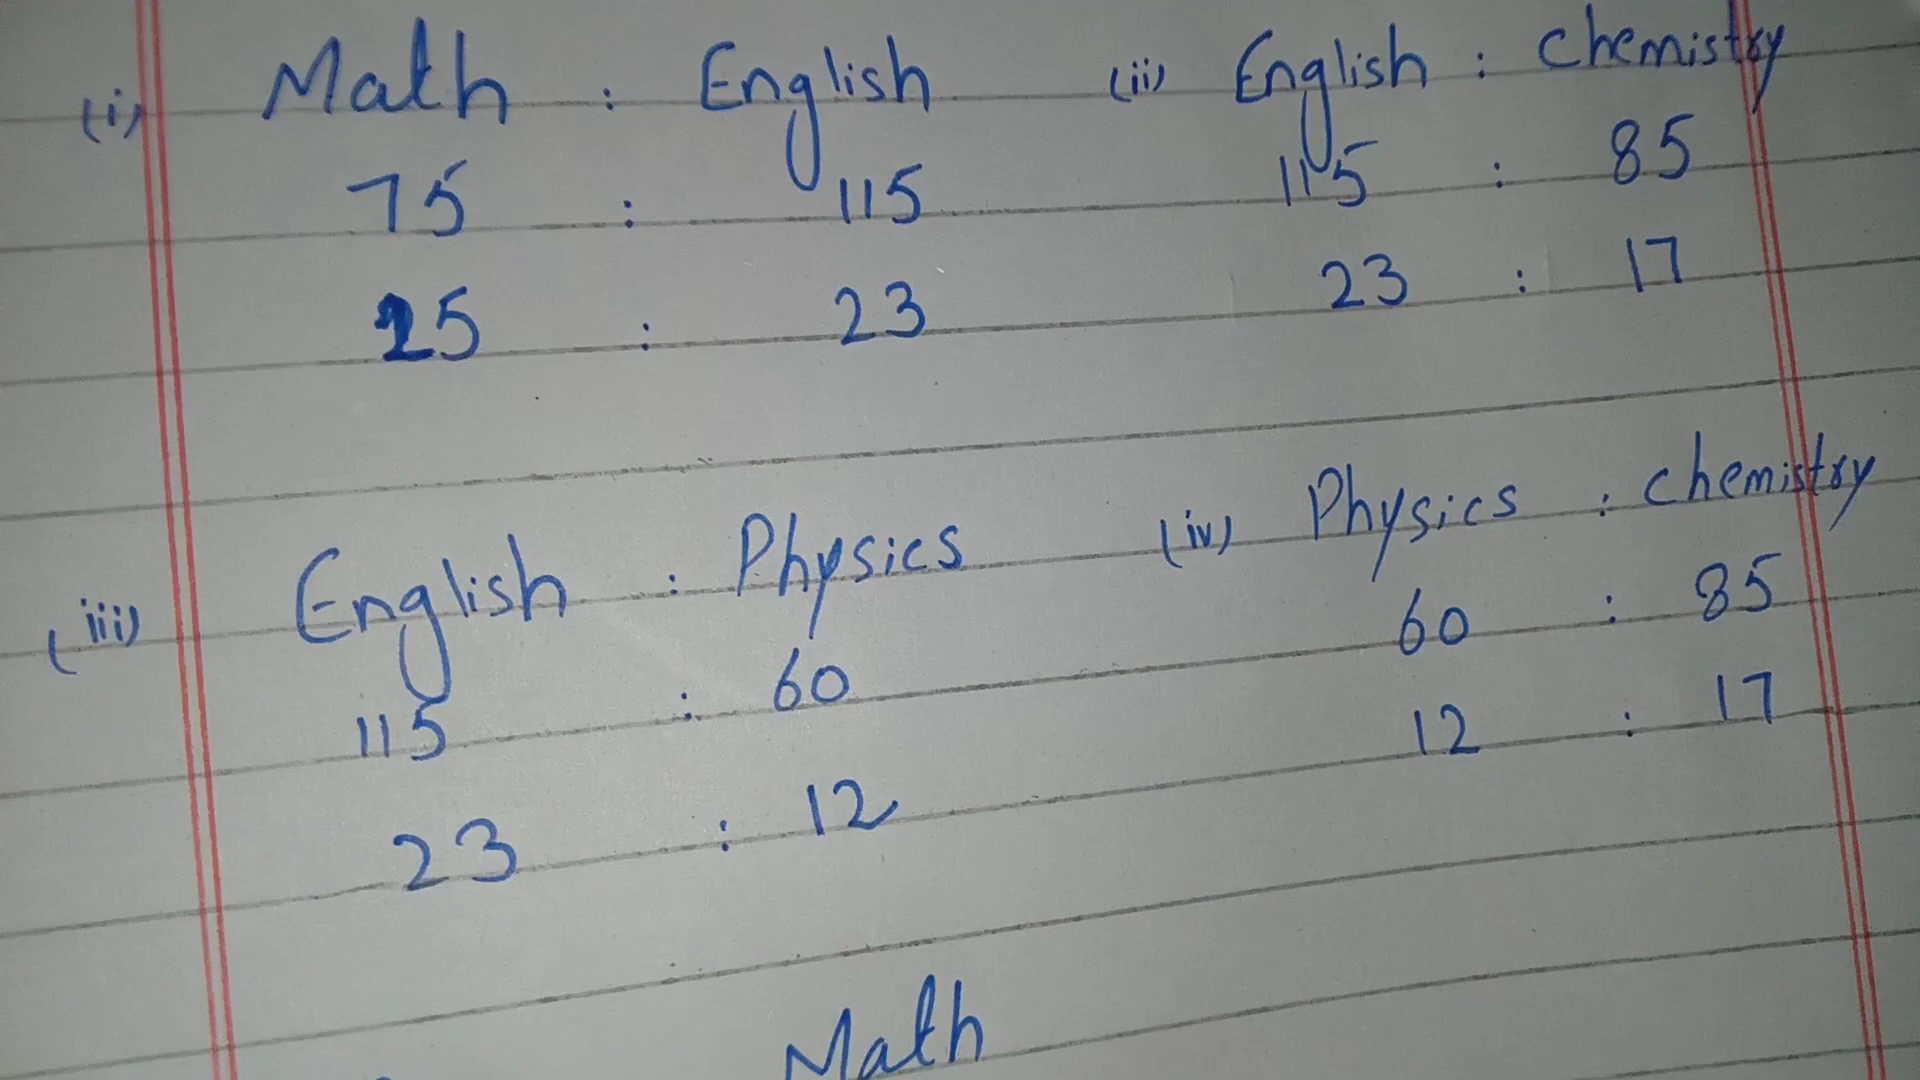 (i) Math : English
75 : 115
25 : 23
(ii) English : Chemistry
115 : 85
23 : 17
(iii) English : Physics
115 : 60
23 : 12
(iv) Physics : Chemistry
60 : 85
12 : 17
Math